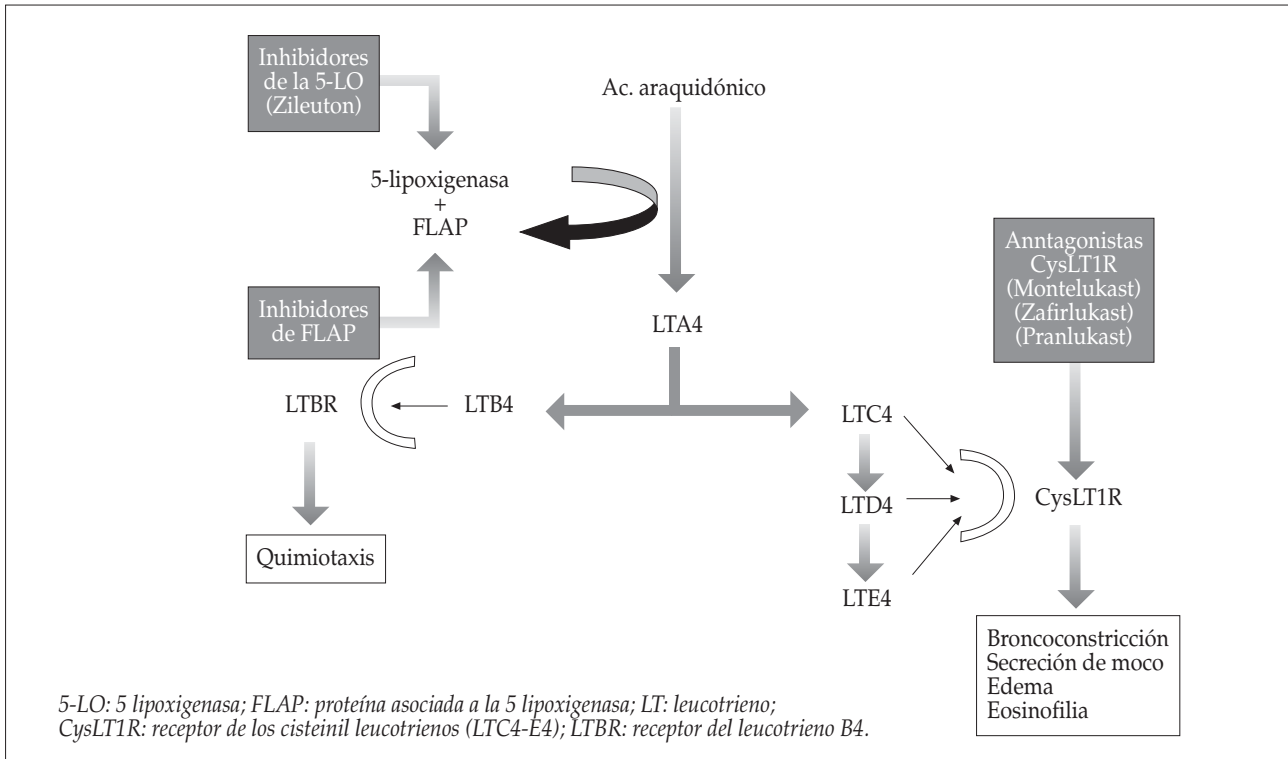 Inhibidores
de la 5-LO
(Zileuton)
Ac. araquidónico
5-lipoxigenasa
+
FLAP
Inhibidores
de FLAP
LTA4
Anntagonistas
CysLT1R
(Montelukast)
(Zafirlukast)
(Pranlukast)
LTBR
LTB4
LTC4
LTD4
LTE4
CysLT1R
Quimiotaxis
Broncoconstricción
Secreción de moco
Edema
Eosinofilia
5-LO: 5 lipoxigenasa; FLAP: proteína asociada a la 5 lipoxigenasa; LT: leucotrieno;
CysLT1R: receptor de los cisteinil leucotrienos (LTC4-E4); LTBR: receptor del leucotrieno B4.